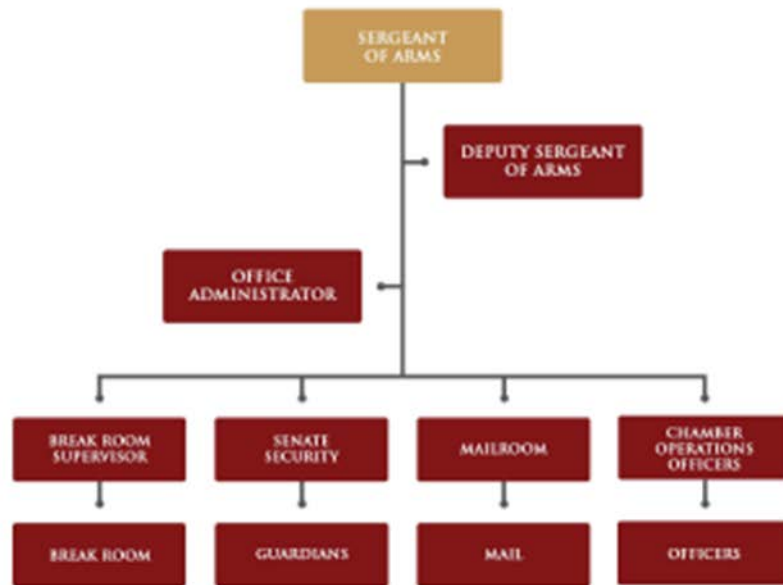 SERGEANT
OF ARMS
DEPUTY SERGEANT
OF ARMS
OFFICE
ADMINISTRATOR
BREAK ROOM
SUPERVISOR
SENATE
SECURITY
MAILROOM
CHAMBER
OPERATIONS
OFFICERS
BREAK ROOM
GUARDIANS
MAIL
OFFICERS